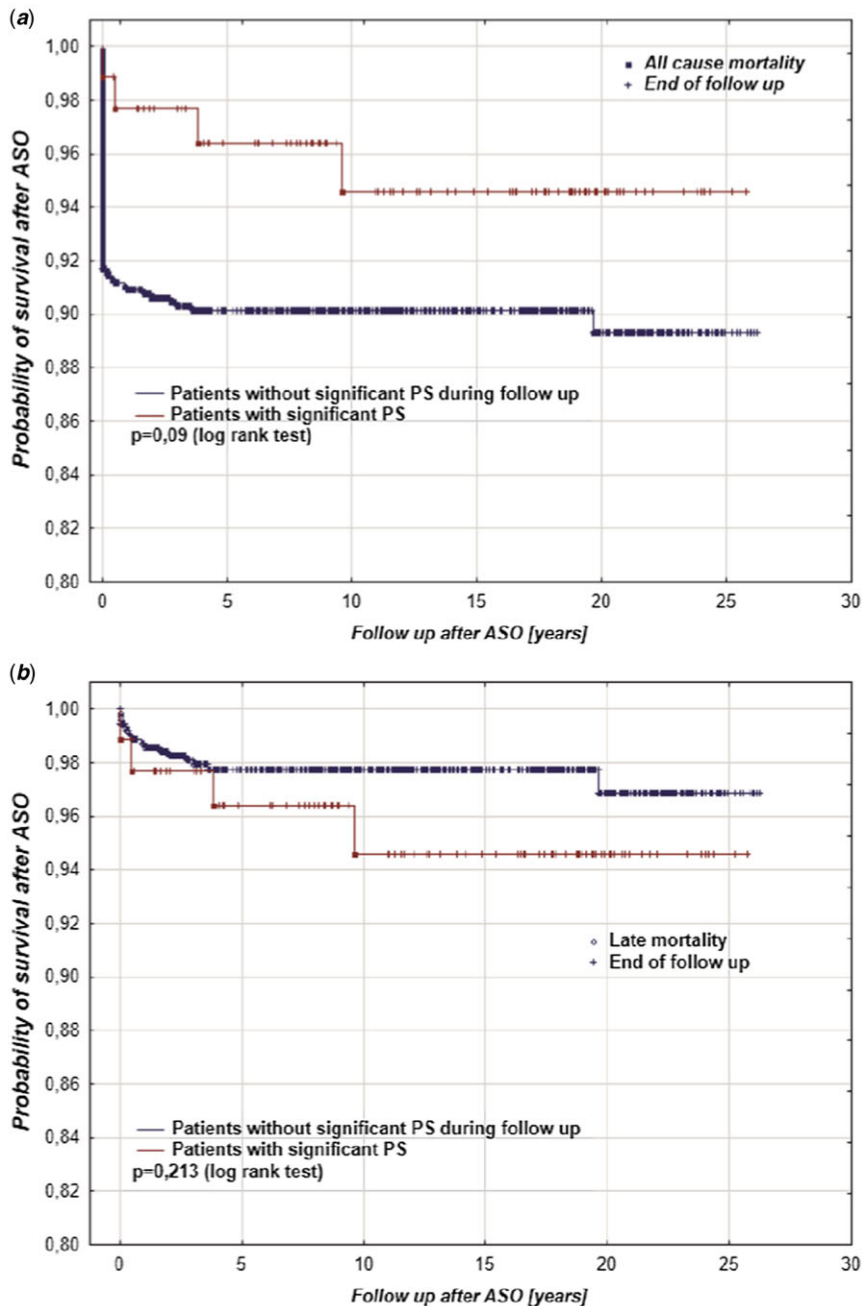 (a)
1,00
0,98
0,96
0,94
0,92
0,90
0,88
0,86
0,84
0,82
0,80
Probability of survival after ASO
All cause mortality
End of follow up
Patients without significant PS during follow up
Patients with significant PS
p=0,09 (log rank test)
0 5 10 15 20 25 30
Follow up after ASO [years]
(b)
1,00
0,98
0,96
0,94
0,92
0,90
0,88
0,86
0,84
0,82
0,80
Probability of survival after ASO
Late mortality
End of follow up
Patients without significant PS during follow up
Patients with significant PS
p=0,213 (log rank test)
0 5 10 15 20 25 30
Follow up after ASO [years]